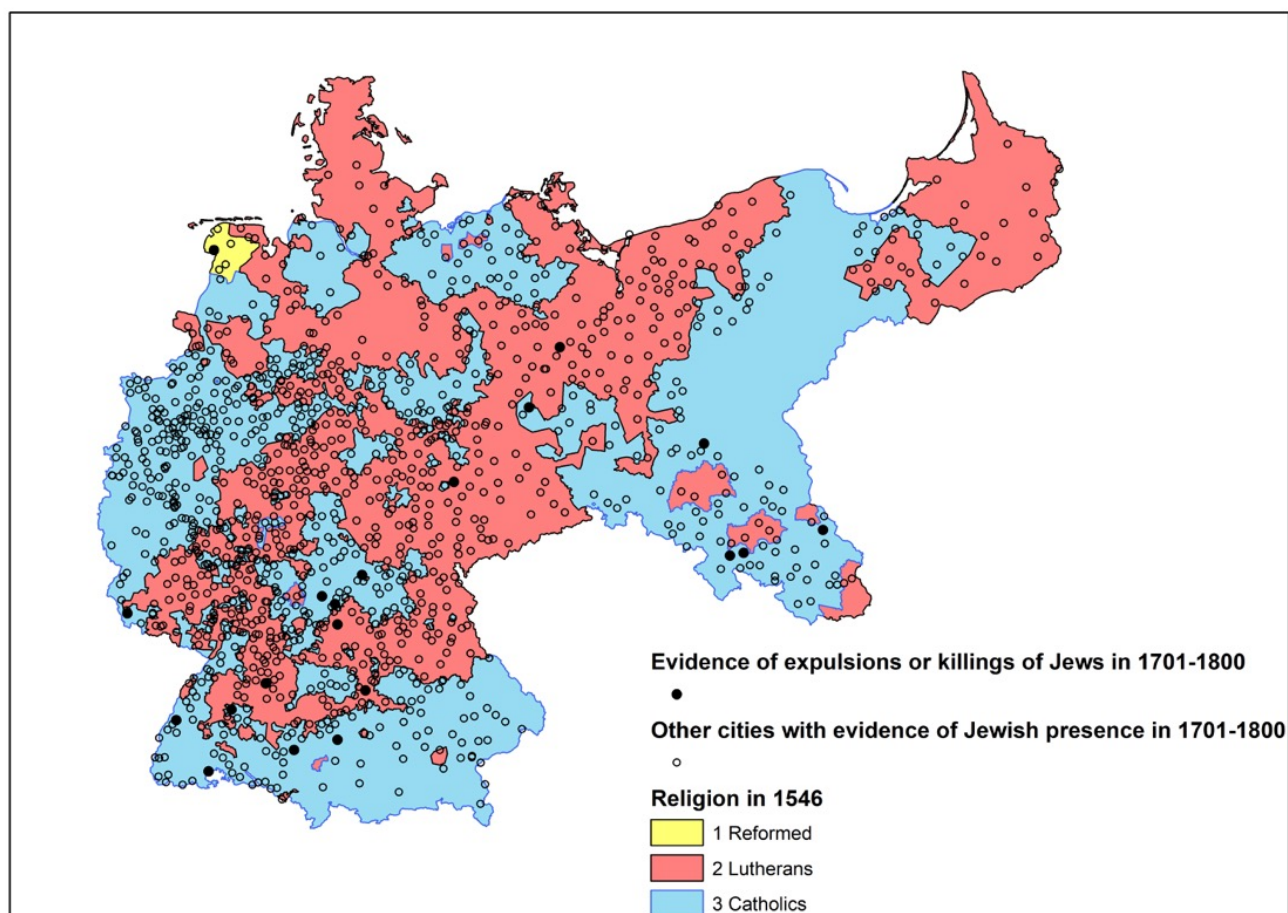 Evidence of expulsions or killings of Jews in 1701-1800
Other cities with evidence of Jewish presence in 1701-1800
Religion in 1546
1 Reformed
2 Lutherans
3 Catholics